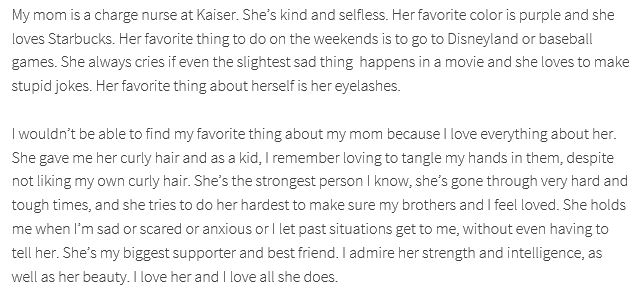 My mom is a charge nurse at Kaiser. She’s kind and selfless. Her favorite color is purple and she
loves Starbucks. Her favorite thing to do on the weekends is to go to Disneyland or baseball
games. She always cries if even the slightest sad thing  happens in a movie and she loves to make
stupid jokes. Her favorite thing about herself is her eyelashes.
I wouldn’t be able to find my favorite thing about my mom because I love everything about her.
She gave me her curly hair and as a kid, I remember loving to tangle my hands in them, despite
not liking my own curly hair. She’s the strongest person I know, she’s gone through very hard and
tough times, and she tries to do her hardest to make sure my brothers and I feel loved. She holds
me when I’m sad or scared or anxious or I let past situations get to me, without even having to
tell her. She’s my biggest supporter and best friend. I admire her strength and intelligence, as
well as her beauty. I love her and I love all she does.